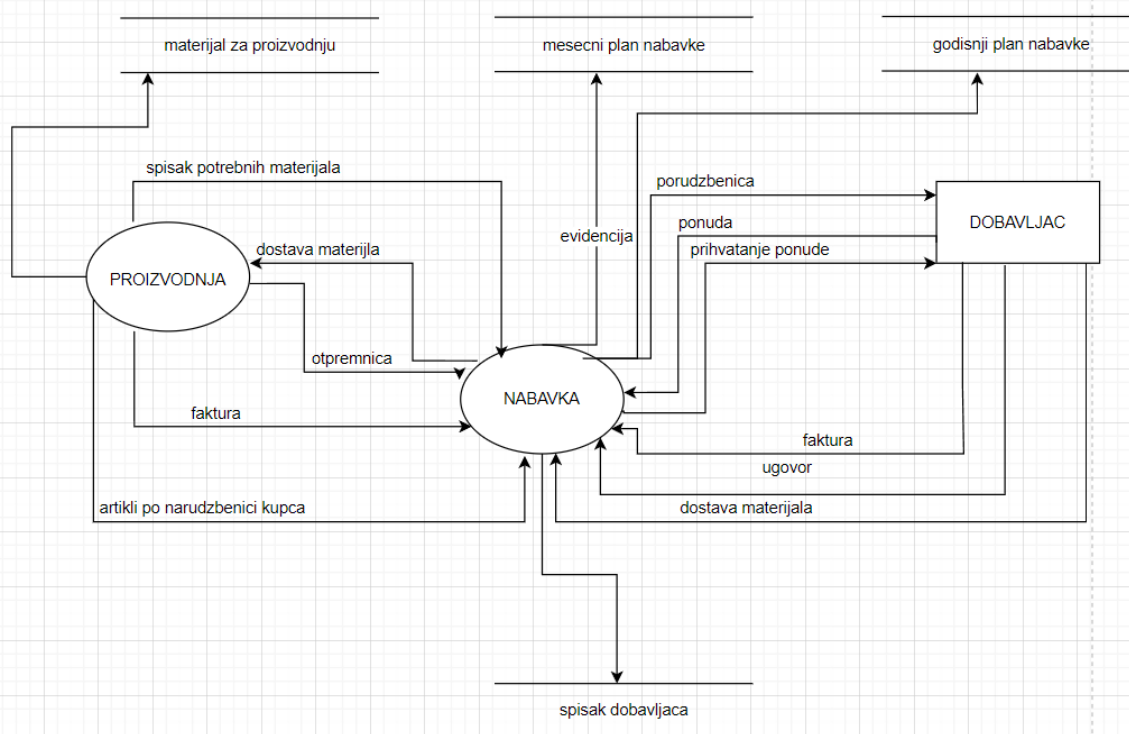 materijal za proizvodnju
mesecni plan nabavke
godisnji plan nabavke
spisak potrebnih materijala
porudzbenica
ponuda
DOBAVLJAC
evidencija
dostava materijla
prihvatanje ponude
PROIZVODNJA
otpremnica
NABAVKA
faktura
faktura
ugovor
artikli po narudzbenici kupca
dostava materijala
spisak dobavljaca